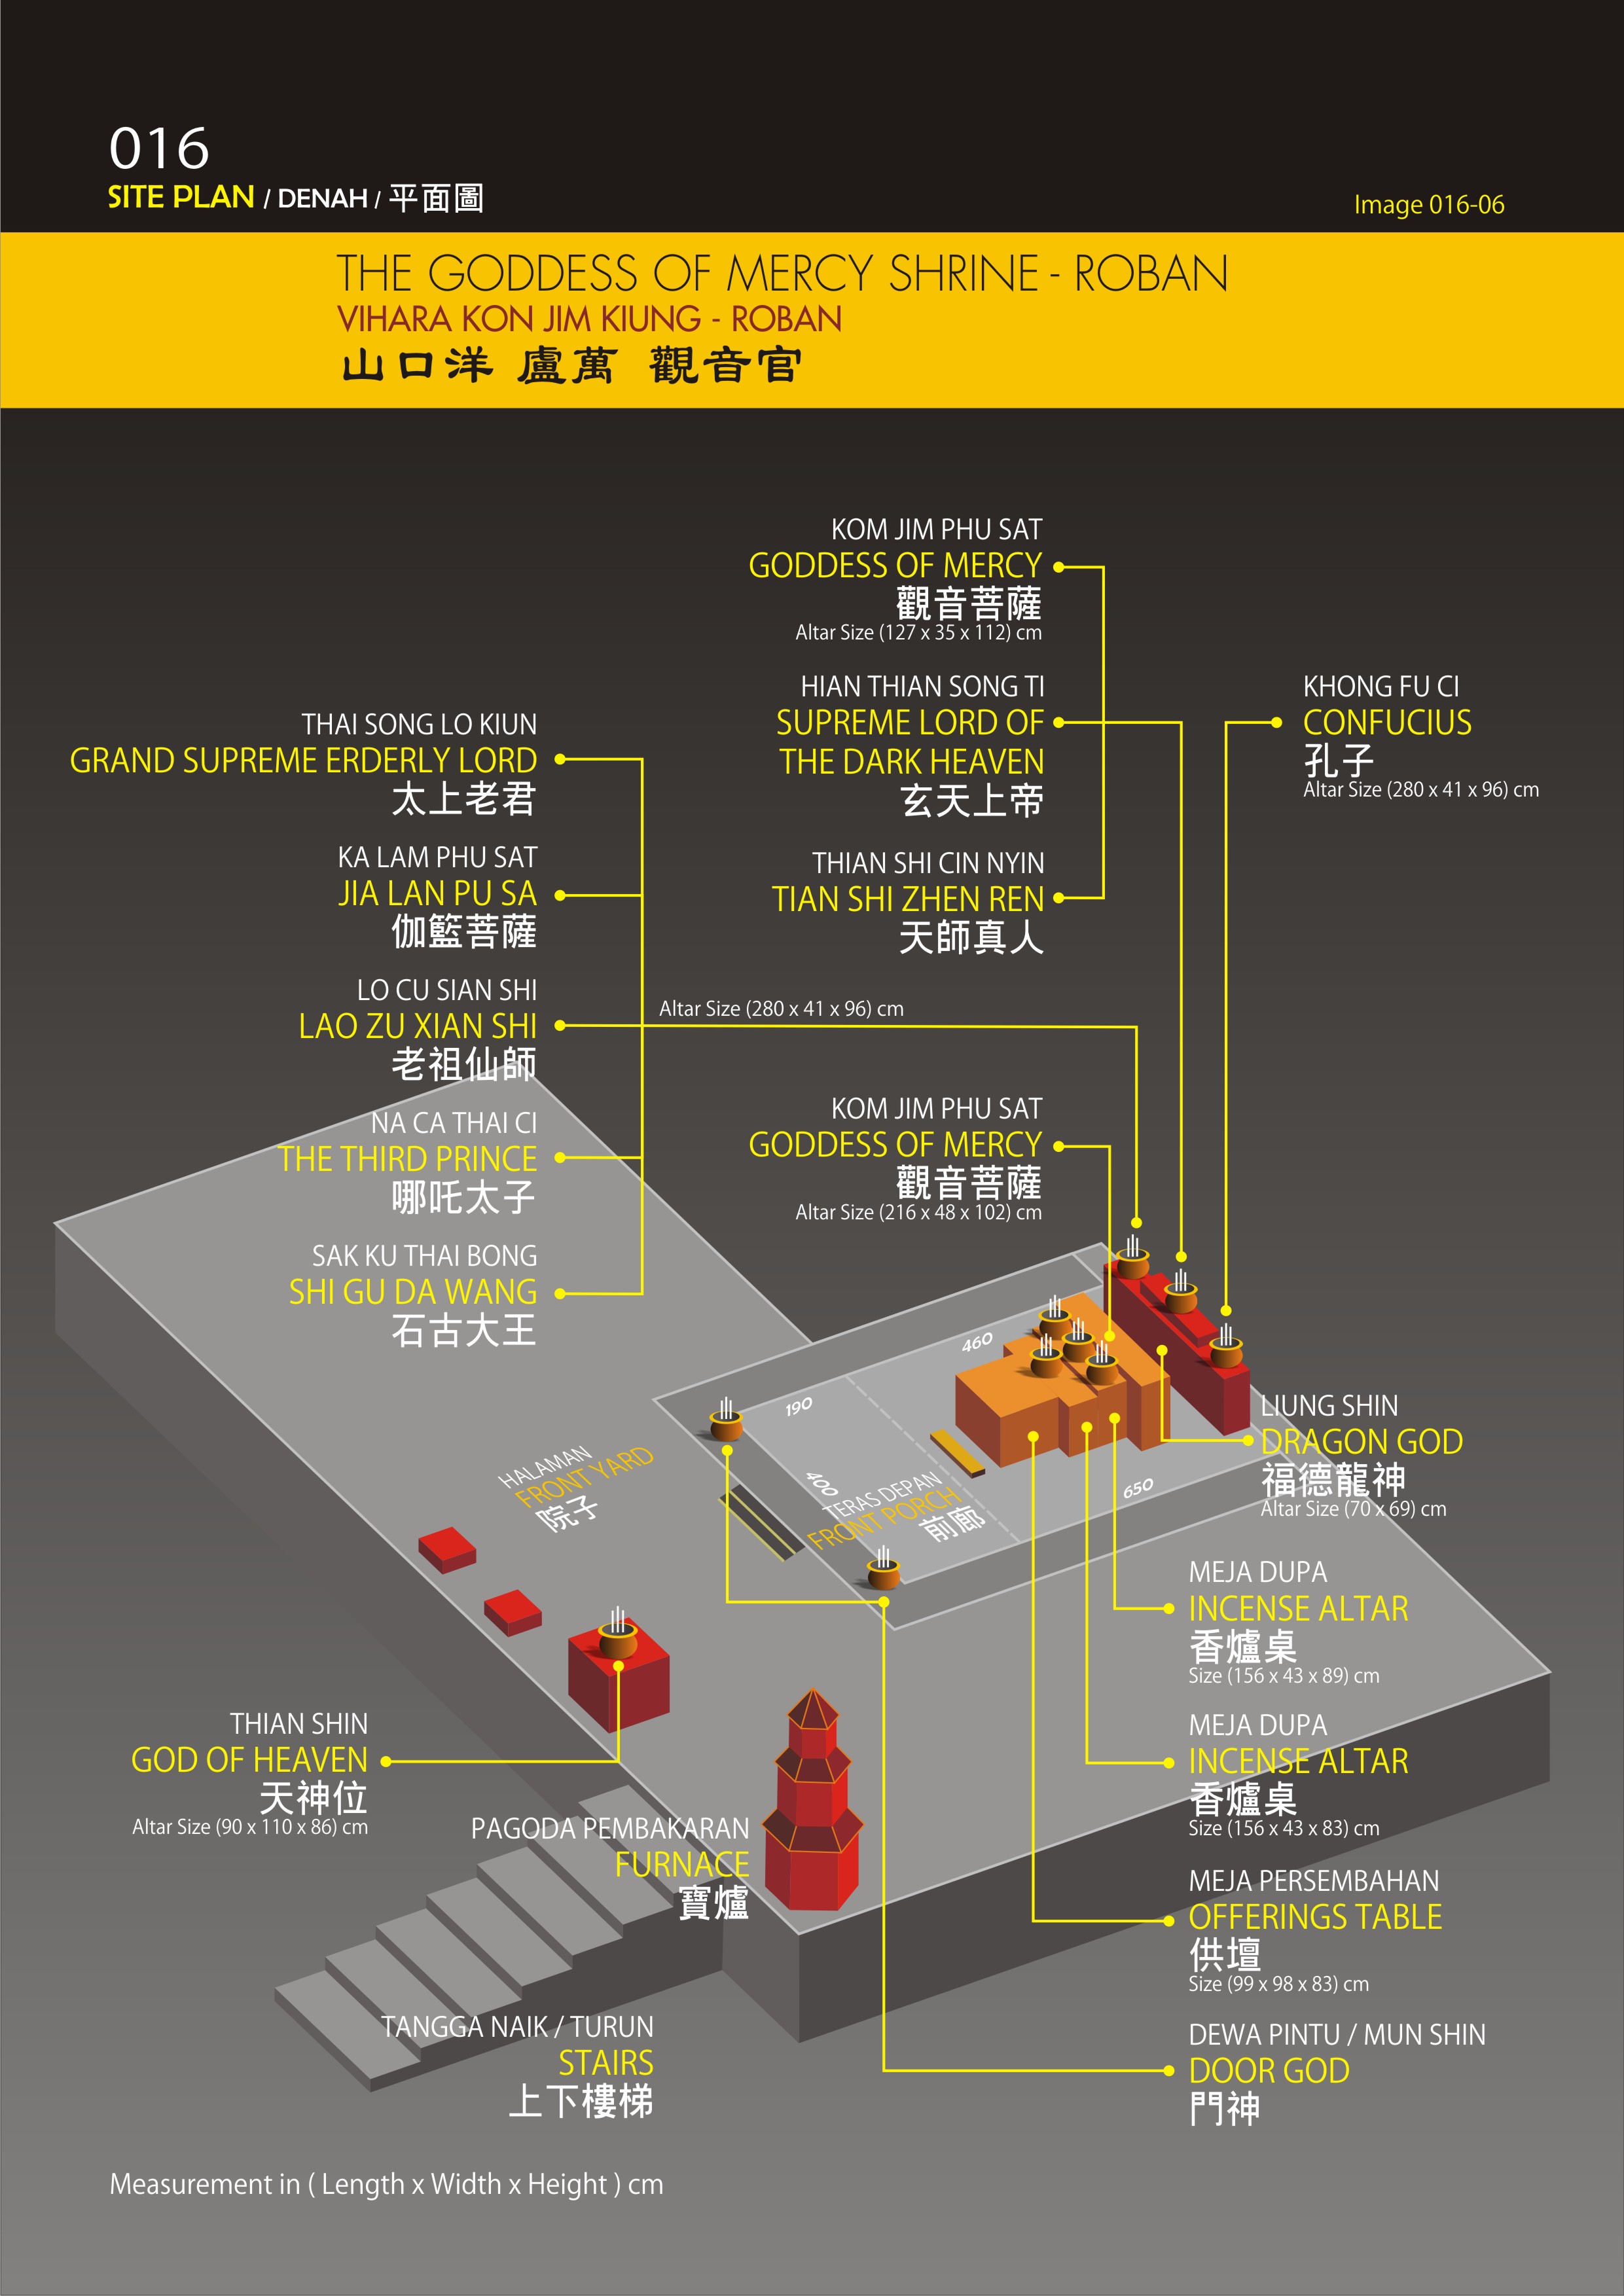 016
SITE PLAN / DENAH / 平面圖
Image 016-06
THE GODDESS OF MERCY SHRINE - ROBAN
VIHARA KON JIM KIUNG - ROBAN
山口洋 盧萬 觀音官
KOM JIM PHU SAT
GODDESS OF MERCY
觀音菩薩
Altar Size (127 x 35 x 112) cm
HIAN THIAN SONG TI
SUPREME LORD OF
THE DARK HEAVEN
玄天上帝
THIAN SHI CIN NYIN
TIAN SHI ZHEN REN
天師真人
KHONG FU CI
CONFUCIUS
孔子
Altar Size (280 x 41 x 96) cm
THAI SONG LO KIUN
GRAND SUPREME ERDERLY LORD
太上老君
KA LAM PHU SAT
JIA LAN PU SA
伽籃菩薩
LO CU SIAN SHI
LAO ZU XIAN SHI
老祖仙師
Altar Size (280 x 41 x 96) cm
NA CA THAI CI
THE THIRD PRINCE
哪吒太子
SAK KU THAI BONG
SHI GU DA WANG
石古大王
KOM JIM PHU SAT
GODDESS OF MERCY
觀音菩薩
Altar Size (216 x 48 x 102) cm
460
190
400
650
HALAMAN
FRONT YARD
院子
TERAS DEPAN
FRONT PORCH
前廊
LIUNG SHIN
DRAGON GOD
福德龍神
Altar Size (70 x 69) cm
MEJA DUPA
INCENSE ALTAR
香爐桌
Size (156 x 43 x 89) cm
MEJA DUPA
INCENSE ALTAR
香爐桌
Size (156 x 43 x 83) cm
MEJA PERSEMBAHAN
OFFERINGS TABLE
供壇
Size (99 x 98 x 83) cm
DEWA PINTU / MUN SHIN
DOOR GOD
門神
THIAN SHIN
GOD OF HEAVEN
天神位
Altar Size (90 x 110 x 86) cm
PAGODA PEMBAKARAN
FURNACE
寶爐
TANGGA NAIK / TURUN
STAIRS
上下樓梯
Measurement in ( Length x Width x Height ) cm